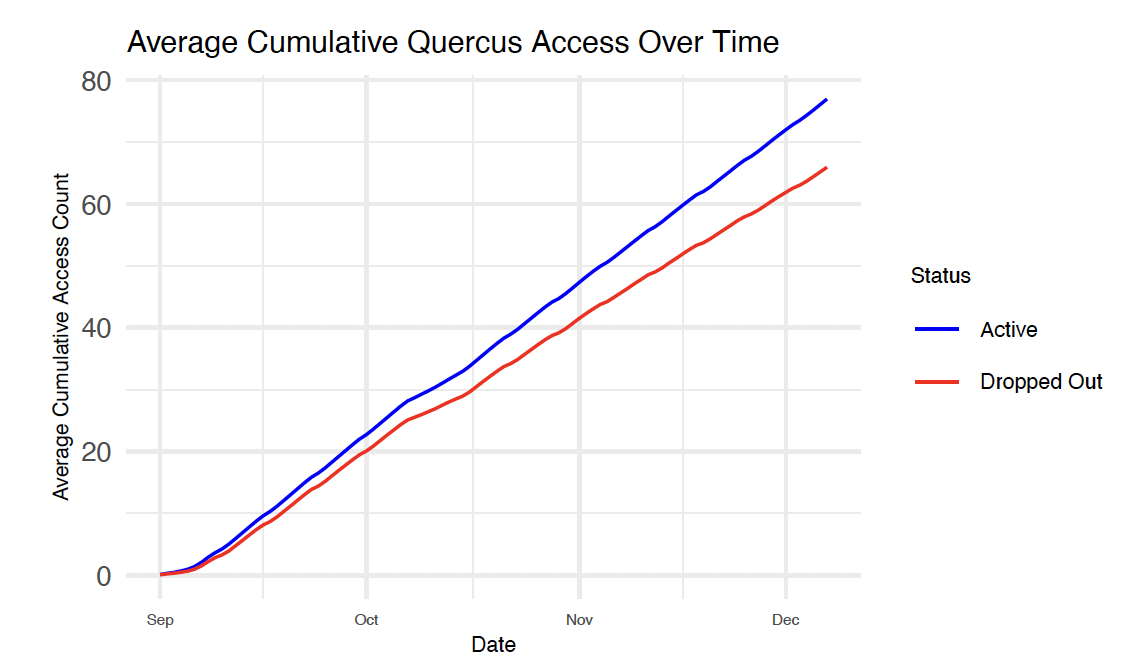 Average Cumulative Quercus Access Over Time
Average Cumulative Access Count
80
60
40
20
0
Sep Oct Nov Dec
Date
Status
Active
Dropped Out